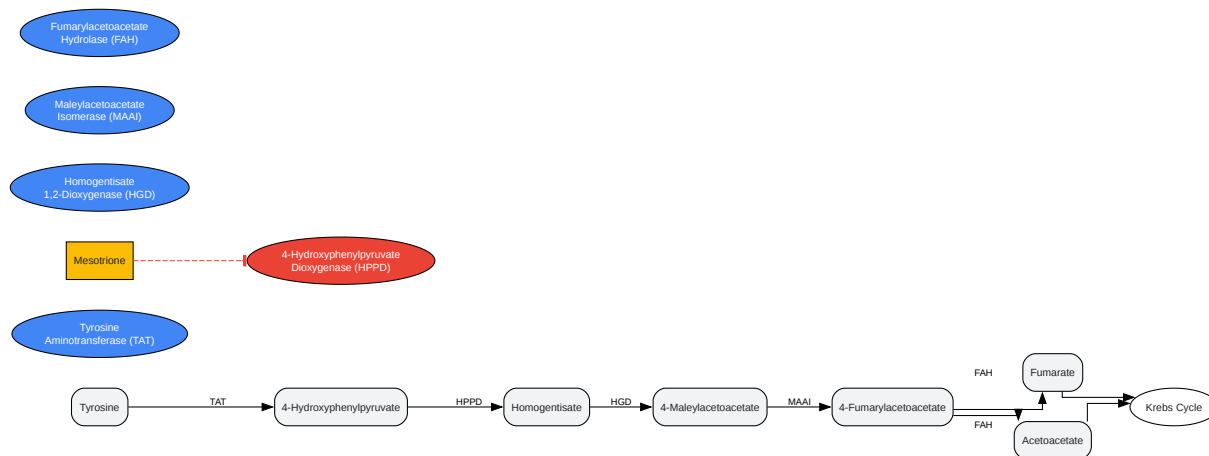 Fumarylacetoacetate
Hydrolase (FAH)
Maleylacetoacetate
Isomerase (MAAI)
Homogentisate
1,2-Dioxygenase (HGD)
Mesotrione
4-Hydroxyphenylpyruvate
Dioxygenase (HPPD)
Tyrosine
Aminotransferase (TAT)
Tyrosine
TAT
4-Hydroxyphenylpyruvate
HPPD
Homogentisate
HGD
4-Maleylacetoacetate
MAAI
4-Fumarylacetoacetate
FAH
FAH
Fumarate
Acetoacetate
Krebs Cycle